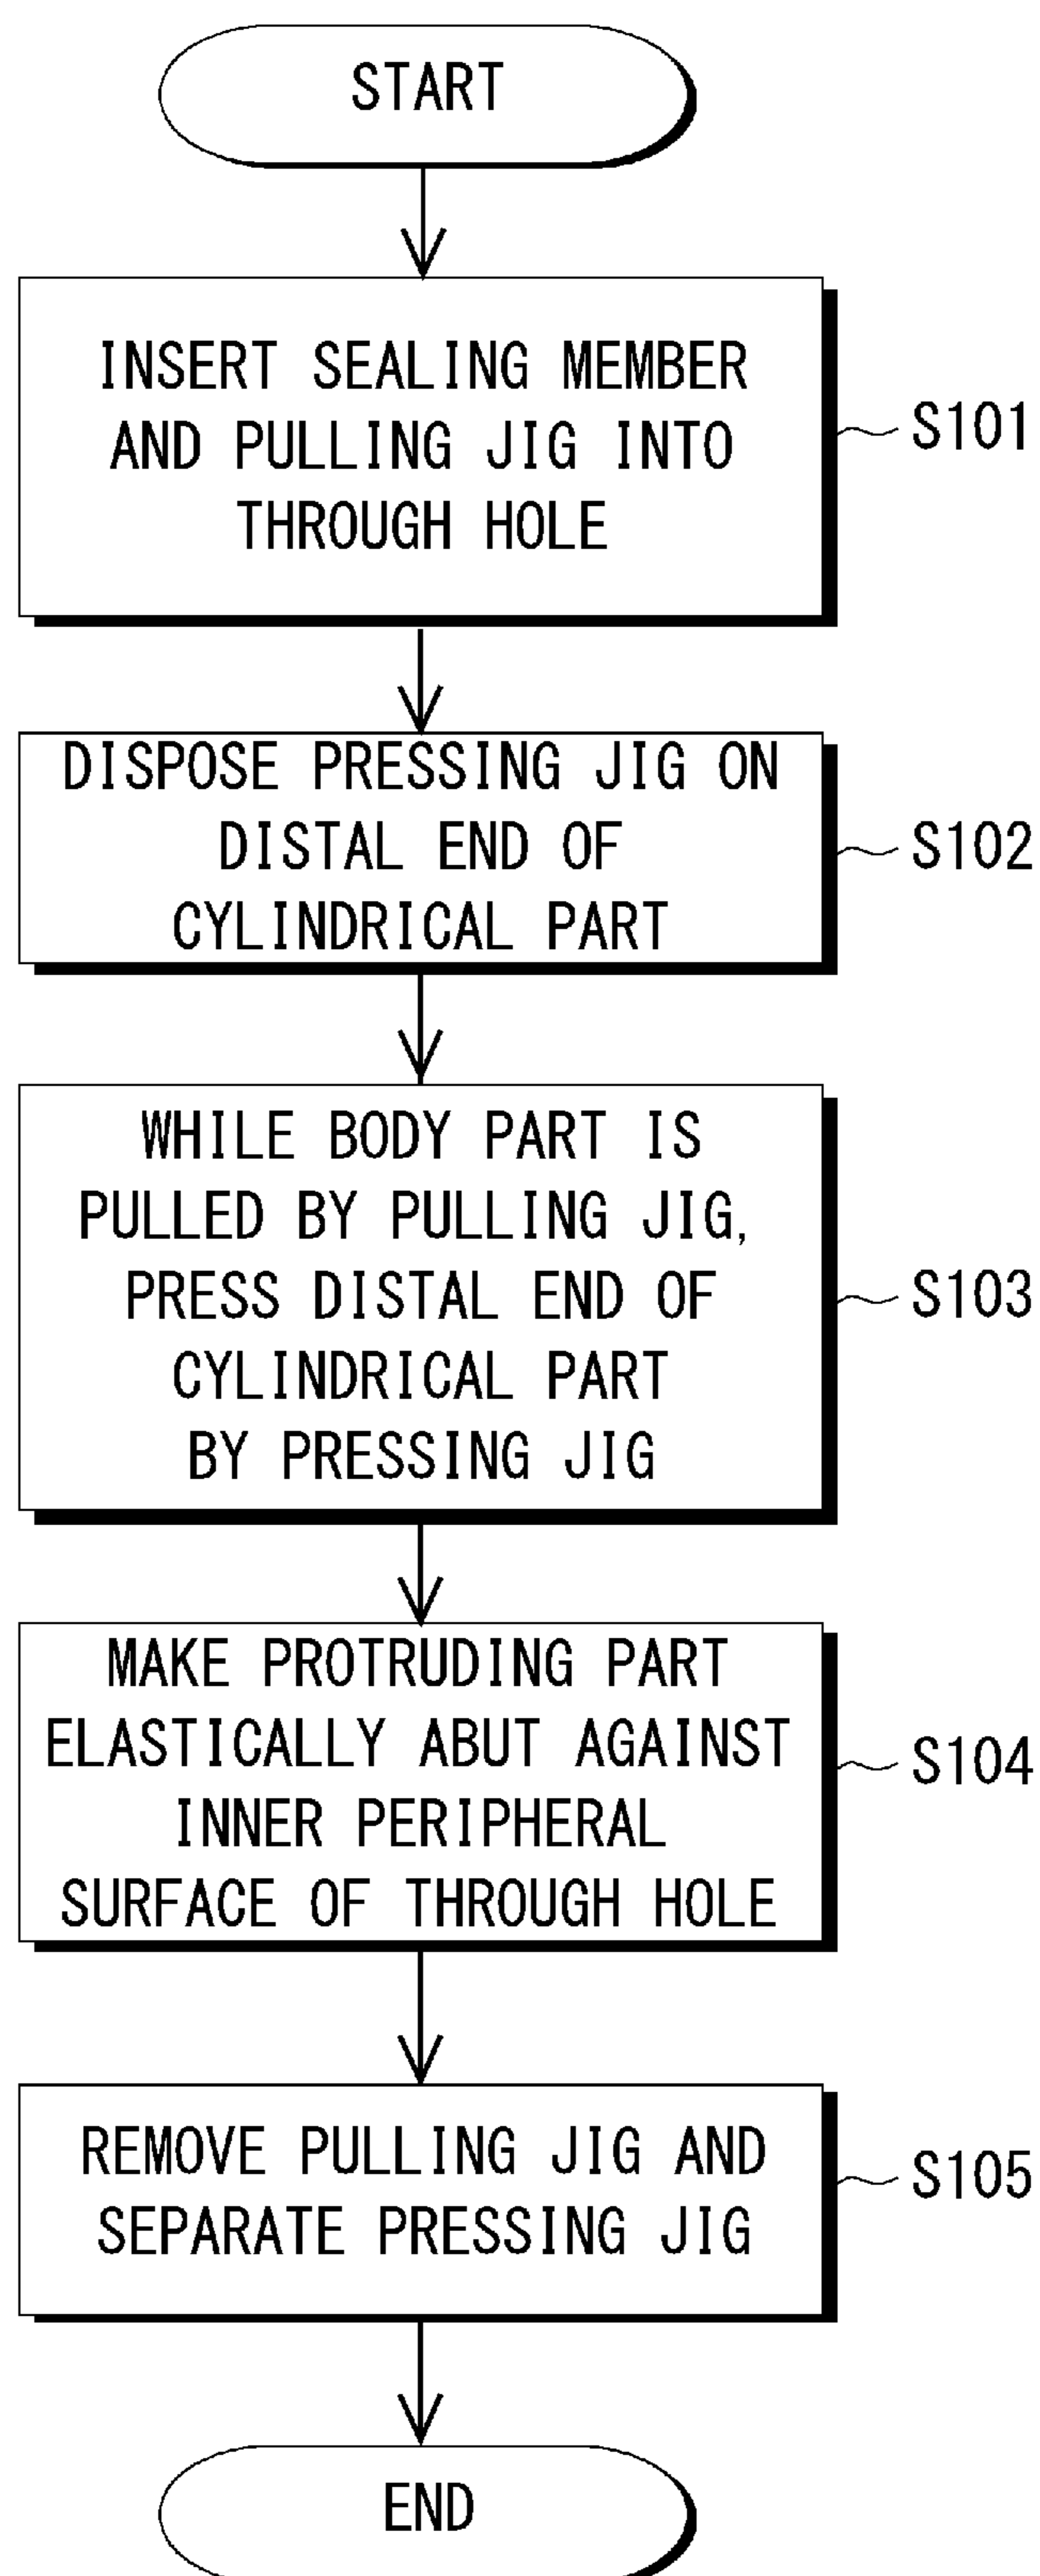 START
INSERT SEALING MEMBER
AND PULLING JIG INTO
THROUGH HOLE
S101
DISPOSE PRESSING JIG ON
DISTAL END OF
CYLINDRICAL PART
S102
WHILE BODY PART IS
PULLED BY PULLING JIG,
PRESS DISTAL END OF
CYLINDRICAL PART
BY PRESSING JIG
S103
MAKE PROTRUDING PART
ELASTICALLY ABUT AGAINST
INNER PERIPHERAL
SURFACE OF THROUGH HOLE
S104
REMOVE PULLING JIG AND
SEPARATE PRESSING JIG
S105
END